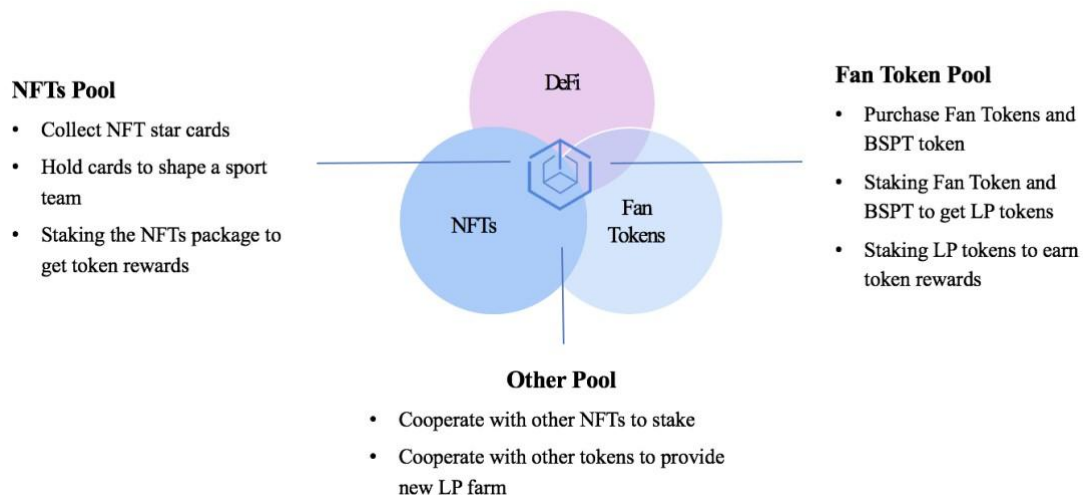 NFTs Pool
• Collect NFT star cards
• Hold cards to shape a sport
team
• Staking the NFTs package to
get token rewards
DeFi
NFTs
Fan
Tokens
Fan Token Pool
• Purchase Fan Tokens and
BSPT token
• Staking Fan Token and
BSPT to get LP tokens
• Staking LP tokens to earn
token rewards
Other Pool
• Cooperate with other NFTs to stake
• Cooperate with other tokens to provide
new LP farm